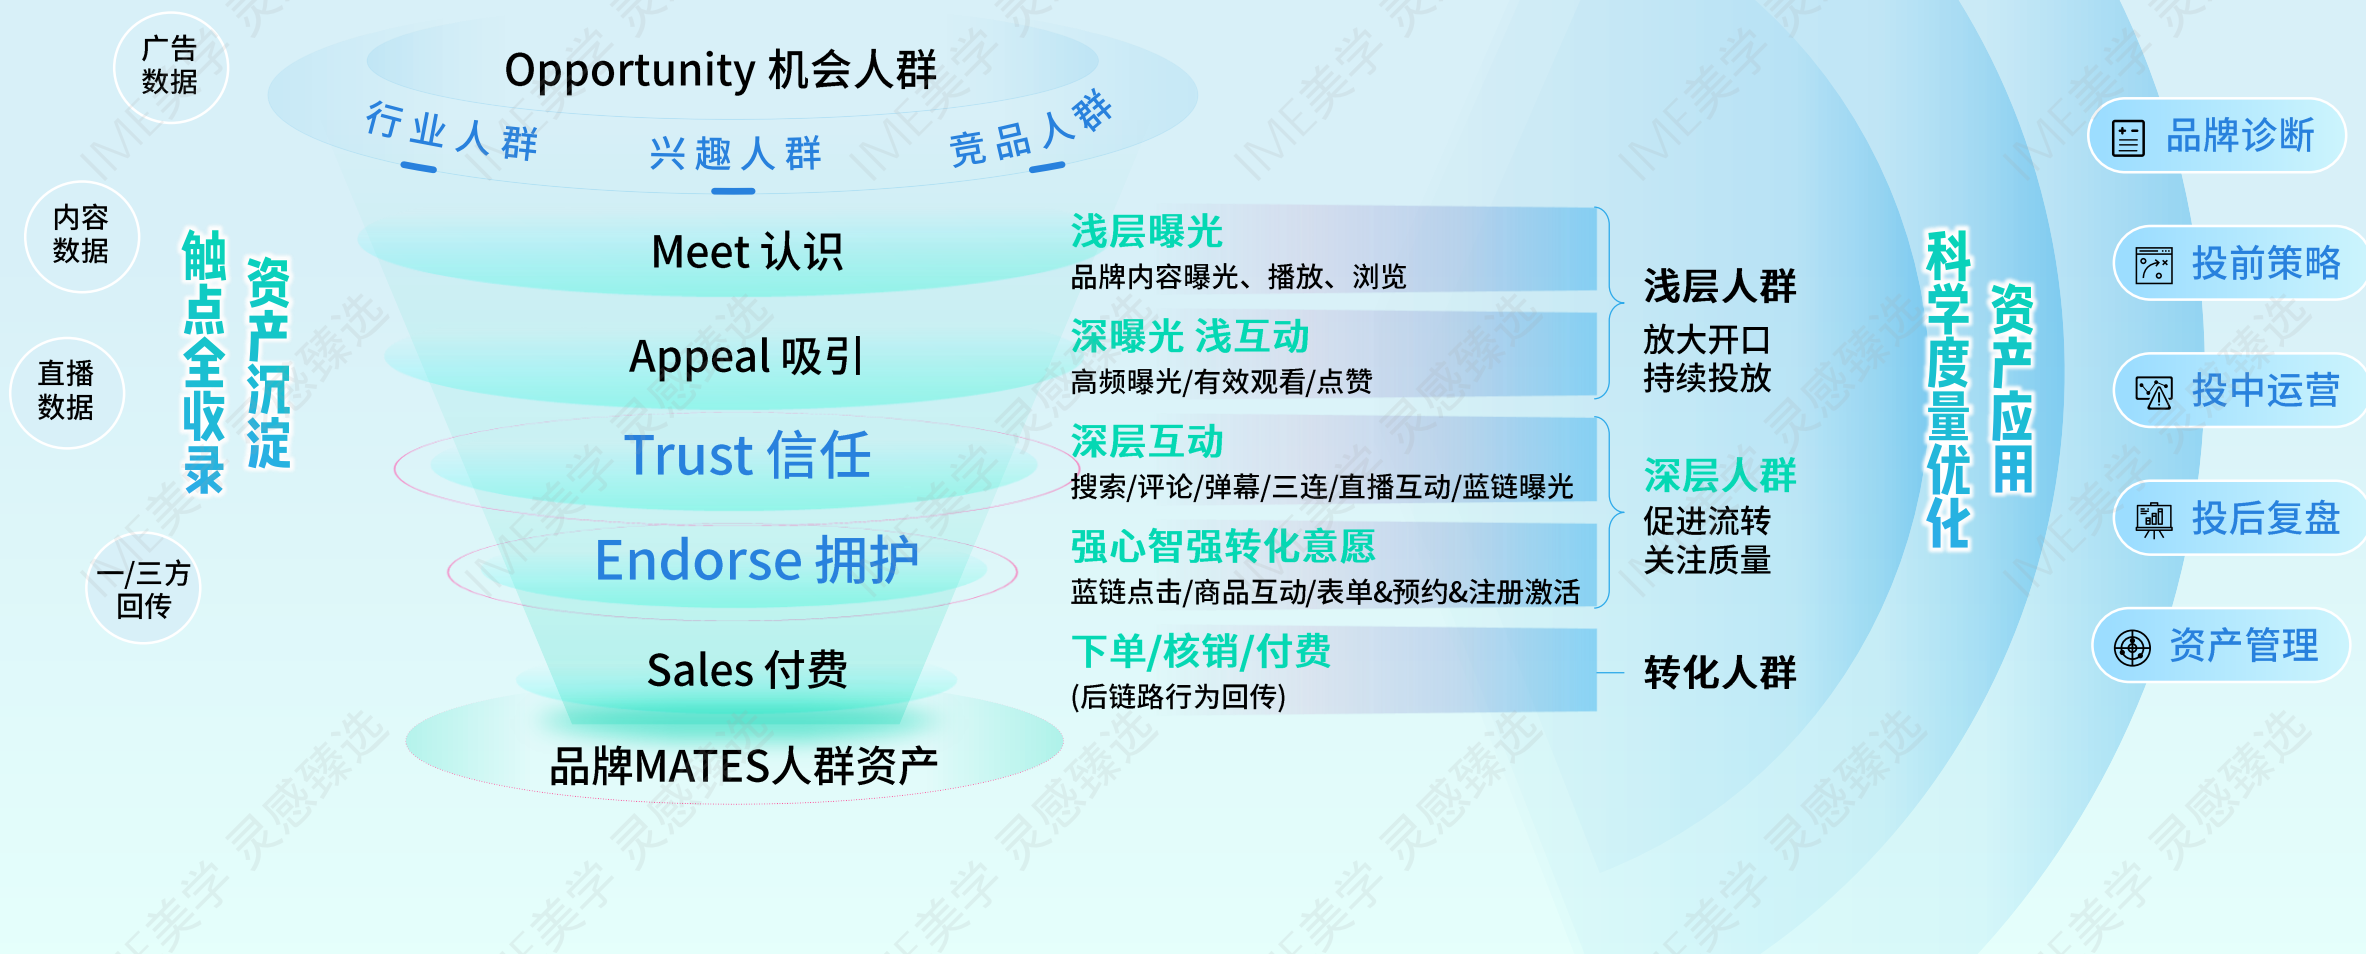 广告
数据
内容
数据
直播
数据
一/三方
回传
触点全收录
资产沉淀
Opportunity 机会人群
行业人群
兴趣人群
竞品人群
Meet 认识
Appeal 吸引
Trust 信任
Endorse 拥护
Sales 付费
品牌MATES人群资产
浅层曝光
品牌内容曝光、播放、浏览
深曝光 浅互动
高频曝光/有效观看/点赞
深层互动
搜索/评论/弹幕/三连/直播互动/蓝链曝光
强心智强转化意愿
蓝链点击/商品互动/表单&预约&注册激活
下单/核销/付费
(后链路行为回传)
浅层人群
放大开口
持续投放
深层人群
促进流转
关注质量
转化人群
科学度量优化
资产应用
品牌诊断
投前策略
投中运营
投后复盘
资产管理
IME美学 灵感臻选